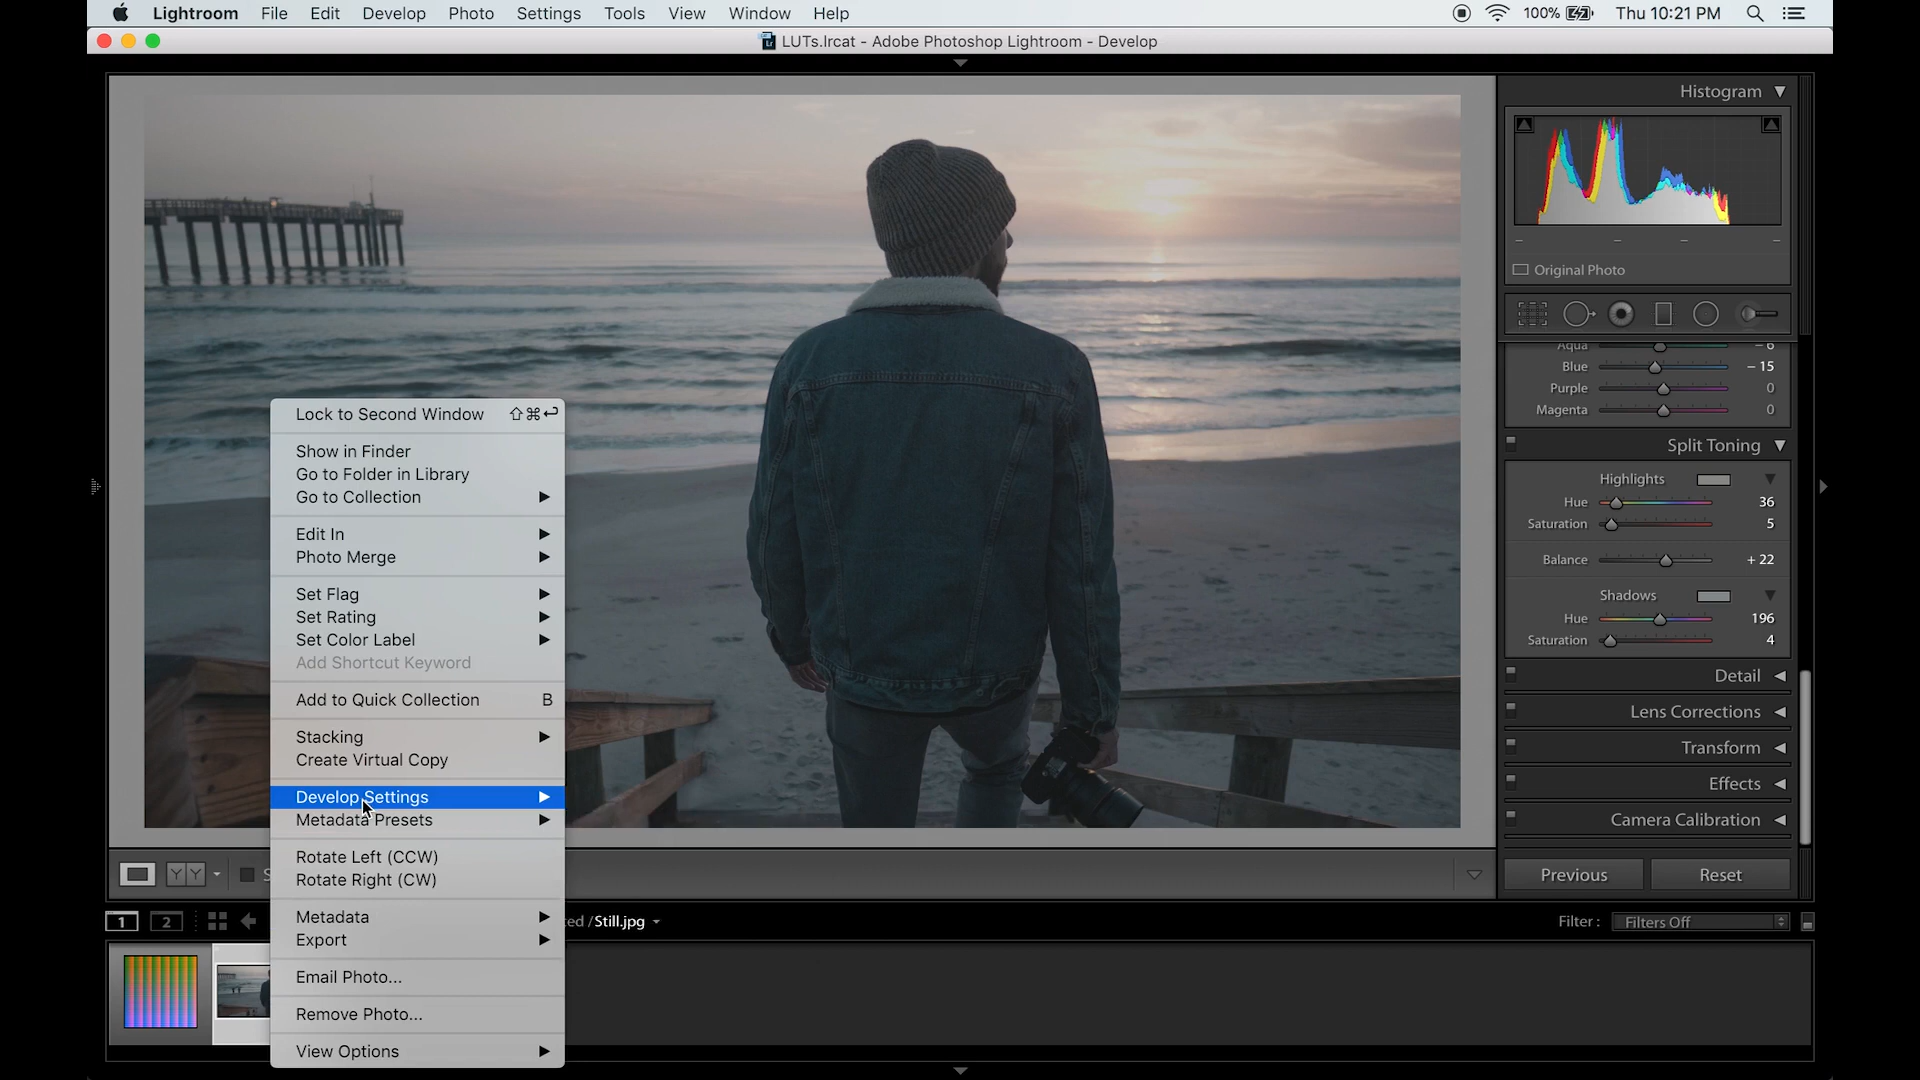 Lightroom File Edit Develop Photo Settings Tools View Window Help 100% Thu 10:21 PM
LUTs.lrcat - Adobe Photoshop Lightroom - Develop
Histogram
Original Photo
Aqua - 6
Blue - 15
Purple 0
Magenta 0
Split Toning
Highlights
Hue 36
Saturation 5
Balance + 22
Shadows
Hue 196
Saturation 4
Detail
Lens Corrections
Transform
Effects
Camera Calibration
Previous Reset
Lock to Second Window ⇧⌘↩
Show in Finder
Go to Folder in Library
Go to Collection
Edit In
Photo Merge
Set Flag
Set Rating
Set Color Label
Add Shortcut Keyword
Add to Quick Collection B
Stacking
Create Virtual Copy
Develop Settings
Metadata Presets
Rotate Left (CCW)
Rotate Right (CW)
Metadata
Export
Email Photo...
Remove Photo...
View Options
YY S
1 2 ted / Still.jpg Filter : Filters Off